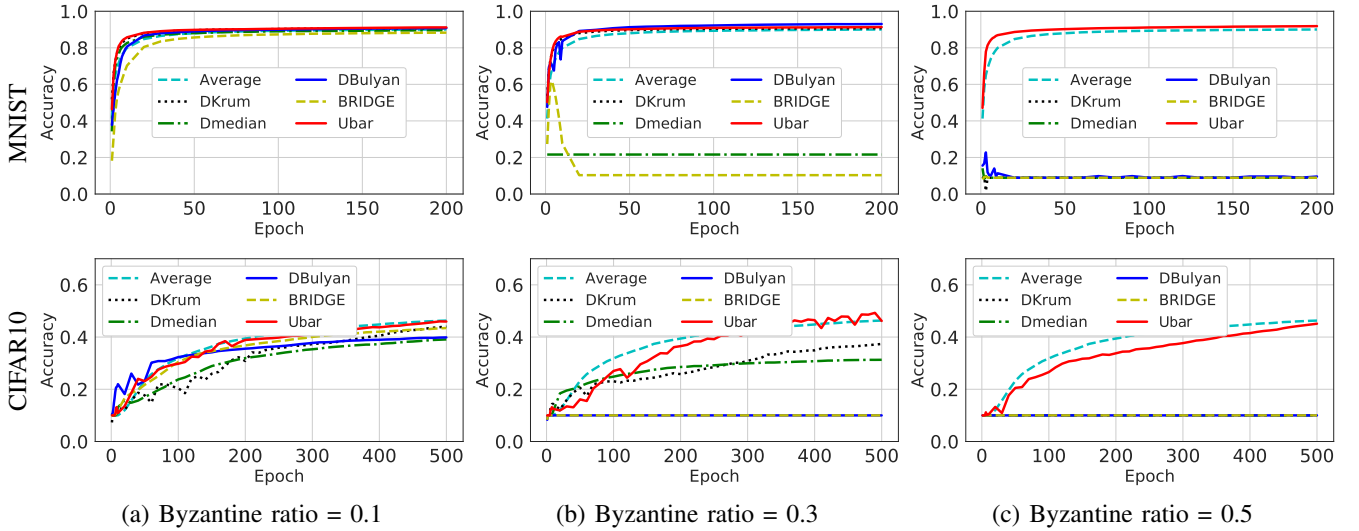 MNIST
Accuracy
1.0
0.8
0.6
0.4
0.2
0.0
Average
DKrum
Dmedian
DBulyan
BRIDGE
Ubar
0 50 100 150 200
Epoch
Accuracy
1.0
0.8
0.6
0.4
0.2
0.0
Average
DKrum
Dmedian
DBulyan
BRIDGE
Ubar
0 50 100 150 200
Epoch
Accuracy
1.0
0.8
0.6
0.4
0.2
0.0
Average
DKrum
Dmedian
DBulyan
BRIDGE
Ubar
0 50 100 150 200
Epoch
CIFAR10
Accuracy
0.6
0.4
0.2
0.0
Average
DKrum
Dmedian
DBulyan
BRIDGE
Ubar
0 100 200 300 400 500
Epoch
Accuracy
0.6
0.4
0.2
0.0
Average
DKrum
Dmedian
DBulyan
BRIDGE
Ubar
0 100 200 300 400 500
Epoch
Accuracy
0.6
0.4
0.2
0.0
Average
DKrum
Dmedian
DBulyan
BRIDGE
Ubar
0 100 200 300 400 500
Epoch
(a) Byzantine ratio = 0.1
(b) Byzantine ratio = 0.3
(c) Byzantine ratio = 0.5